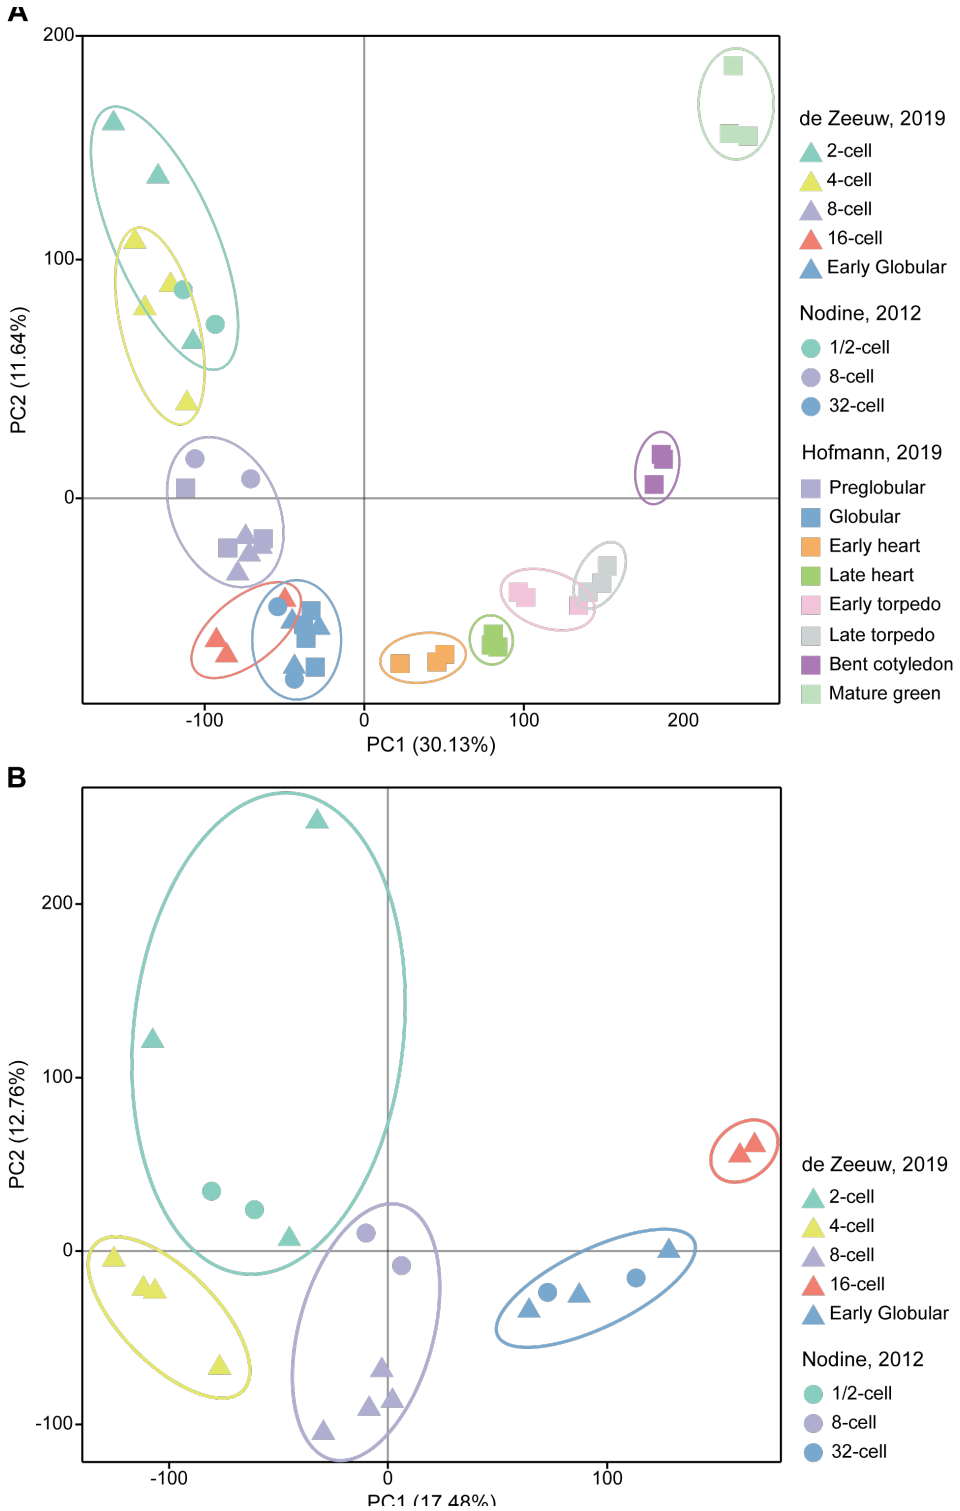 A
200
100
0
PC2 (11.64%)
-100
0
100
200
PC1 (30.13%)
de Zeeuw, 2019
2-cell
4-cell
8-cell
16-cell
Early Globular
Nodine, 2012
1/2-cell
8-cell
32-cell
Hofmann, 2019
Preglobular
Globular
Early heart
Late heart
Early torpedo
Late torpedo
Bent cotyledon
Mature green
B
200
100
0
-100
PC2 (12.76%)
-100
0
100
PC1 (17.48%)
de Zeeuw, 2019
2-cell
4-cell
8-cell
16-cell
Early Globular
Nodine, 2012
1/2-cell
8-cell
32-cell